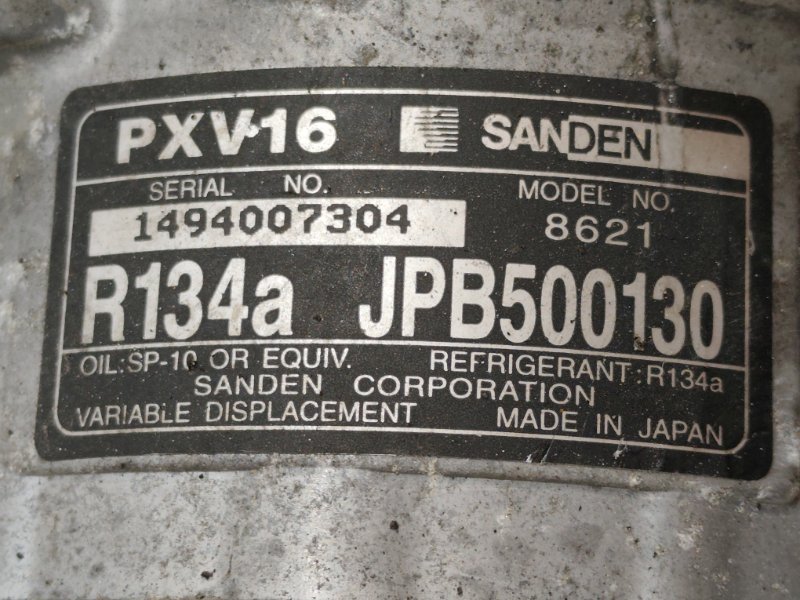 PXV16 SANDEN
SERIAL NO. MODEL NO.
1494007304 8621
R134a JPB500130
OIL:SP-10 OR EQUIV. REFRIGERANT:R134a
SANDEN CORPORATION
VARIABLE DISPLACEMENT MADE IN JAPAN